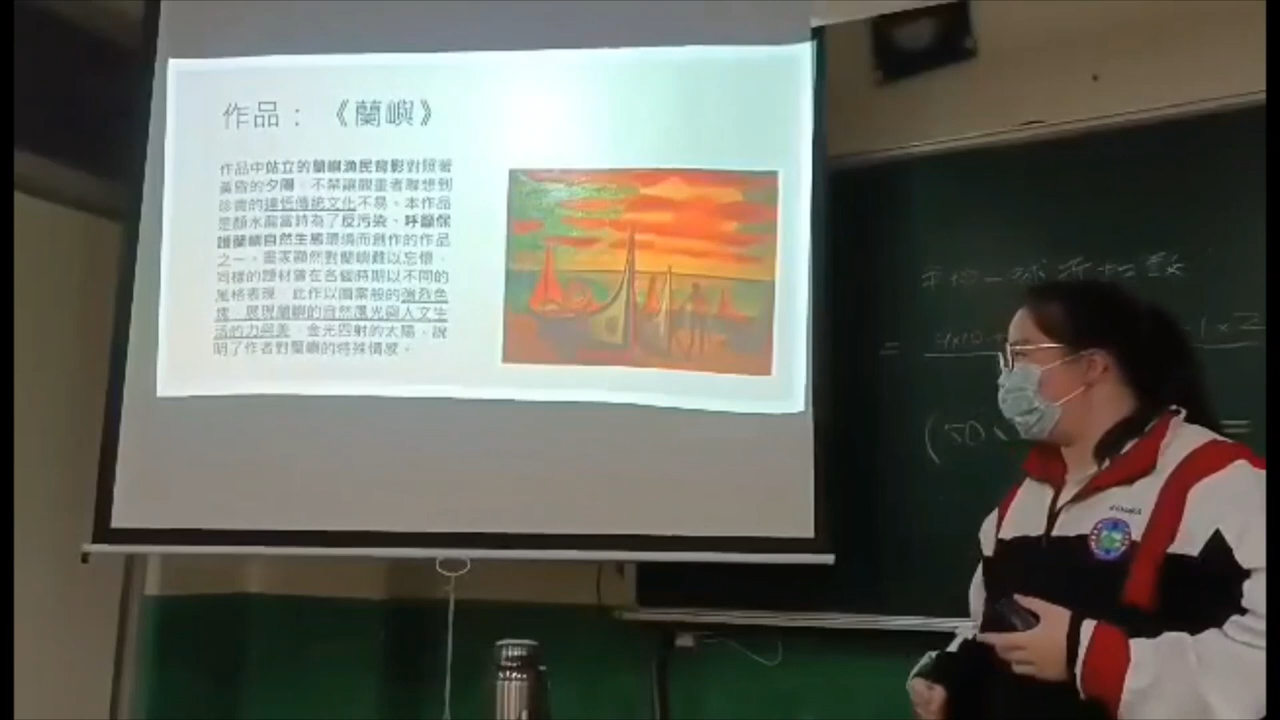 作品：《蘭嶼》
作品中站立的蘭嶼漁民背影對照著
黃昏的夕陽，不禁讓觀畫者聯想到
珍貴的達悟傳統文化不易。本作品
是顏水龍當時為了反污染、呼籲保
護蘭嶼自然生態環境而創作的作品
之一。畫家顯然對蘭嶼難以忘懷，
同樣的題材曾在各個時期以不同的
風格表現，此作以圖案般的強烈色
塊，展現蘭嶼的自然風光與人文生
活的力與美，金光四射的太陽，說
明了作者對蘭嶼的特殊情感。
(50
=